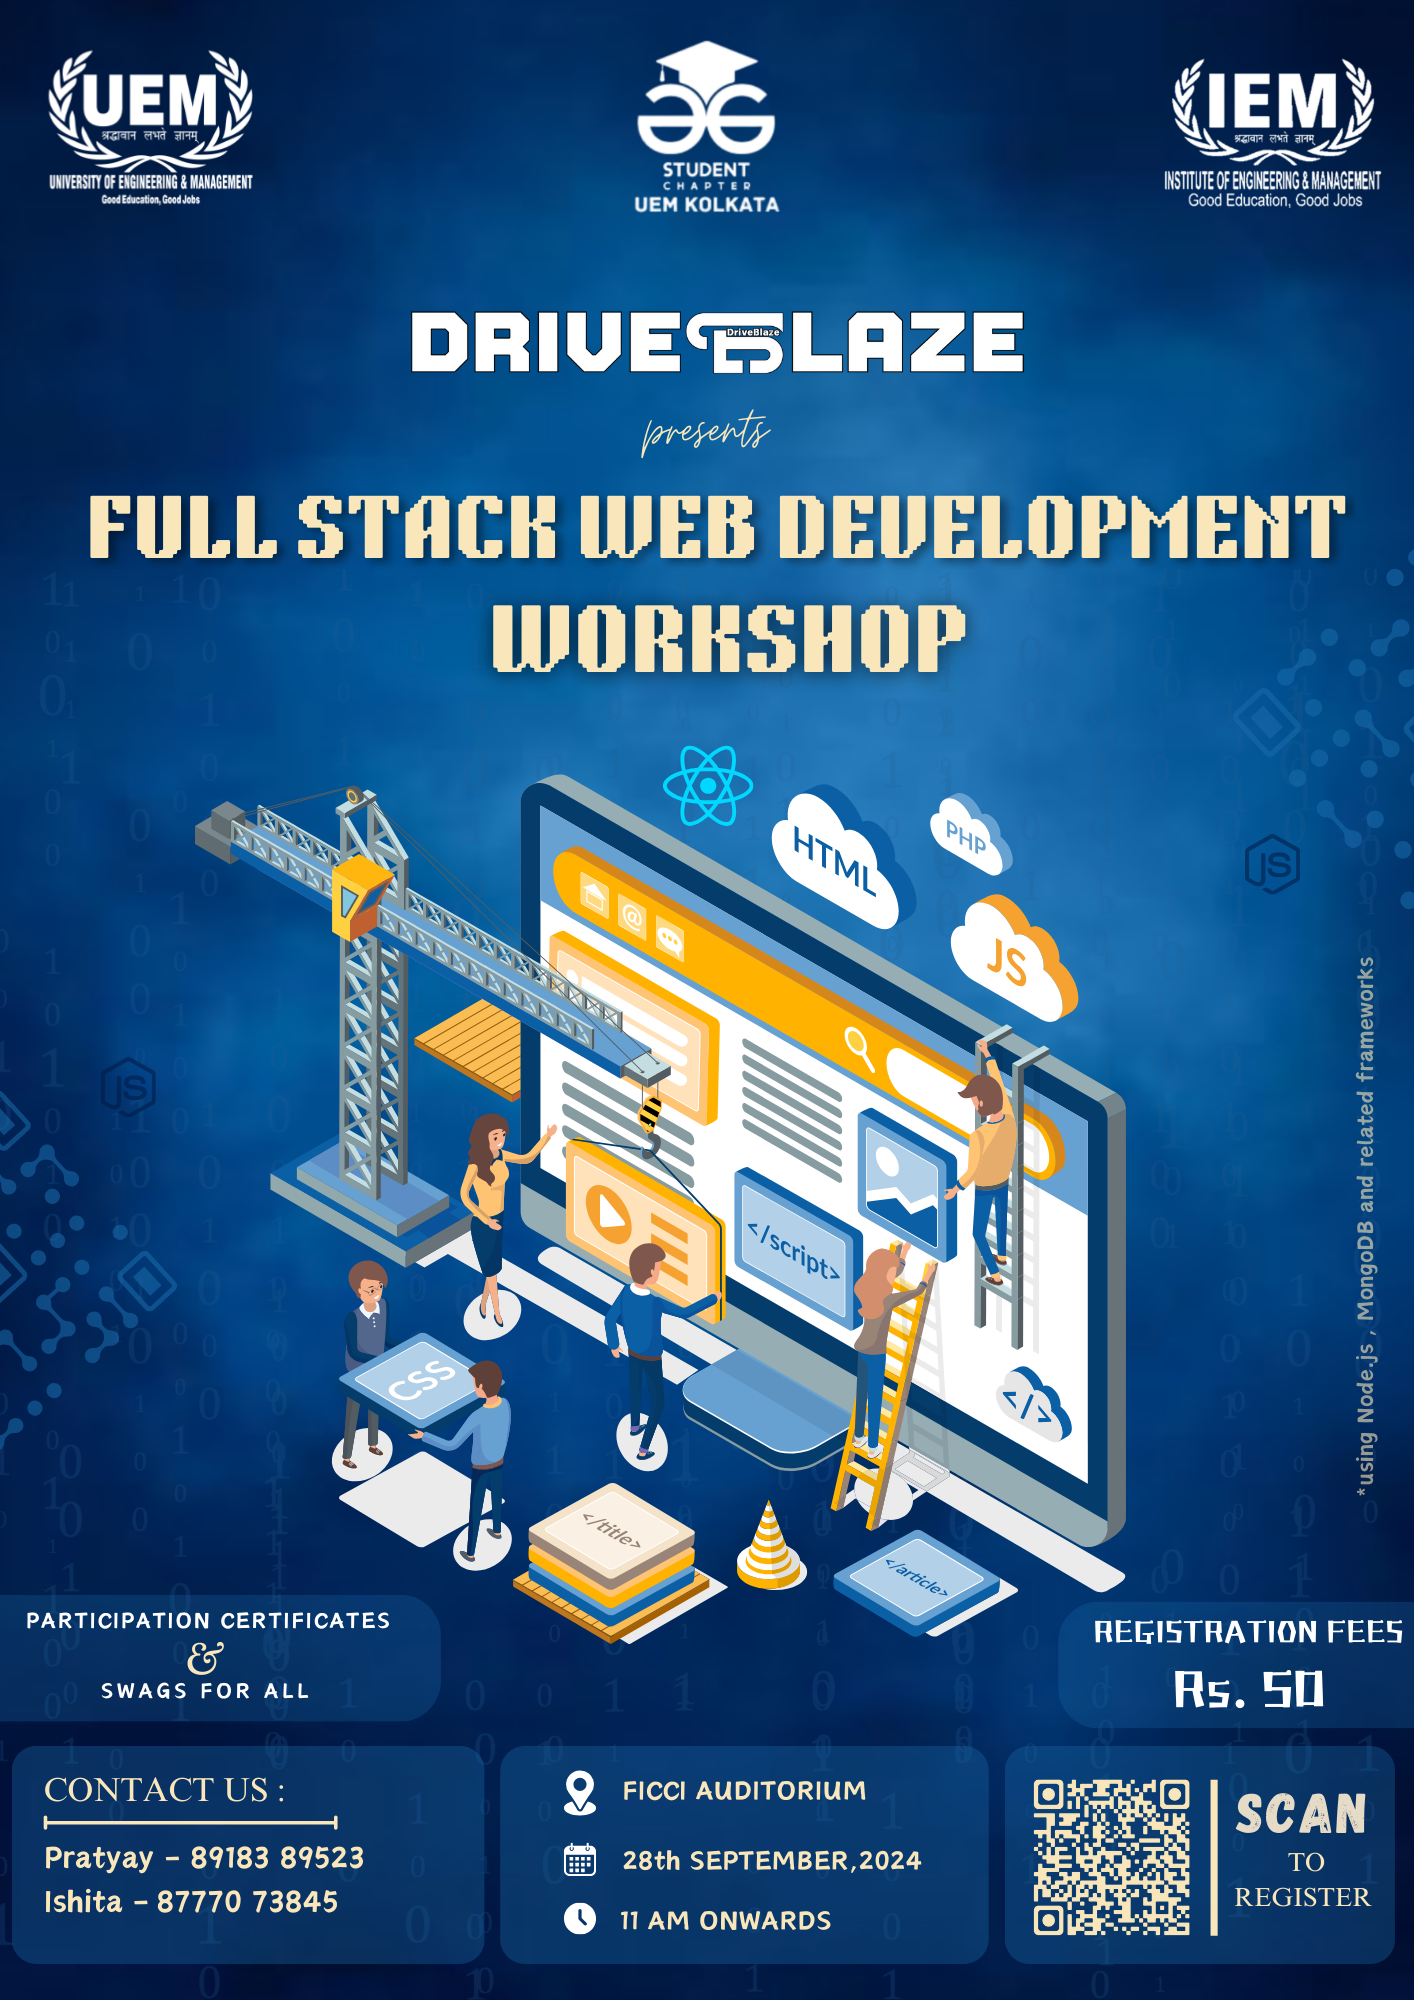 UEM
श्रद्धावान लभते ज्ञानम्
UNIVERSITY OF ENGINEERING & MANAGEMENT
Good Education, Good Jobs
STUDENT
CHAPTER
UEM KOLKATA
IEM
श्रद्धावान लभते ज्ञानम्
INSTITUTE OF ENGINEERING & MANAGEMENT
Good Education, Good Jobs
DRIVEBLAZE
DriveBlaze
presents
FULL STACK WEB DEVELOPMENT
WORKSHOP
HTML
PHP
JS
JS
JS
@
</script>
CSS
</>
</title>
</article>
*using Node.js , MongoDB and related frameworks
PARTICIPATION CERTIFICATES
&
SWAGS FOR ALL
REGISTRATION FEES
Rs. 50
CONTACT US :
Pratyay - 89183 89523
Ishita - 87770 73845
FICCI AUDITORIUM
28th SEPTEMBER,2024
11 AM ONWARDS
SCAN
TO
REGISTER